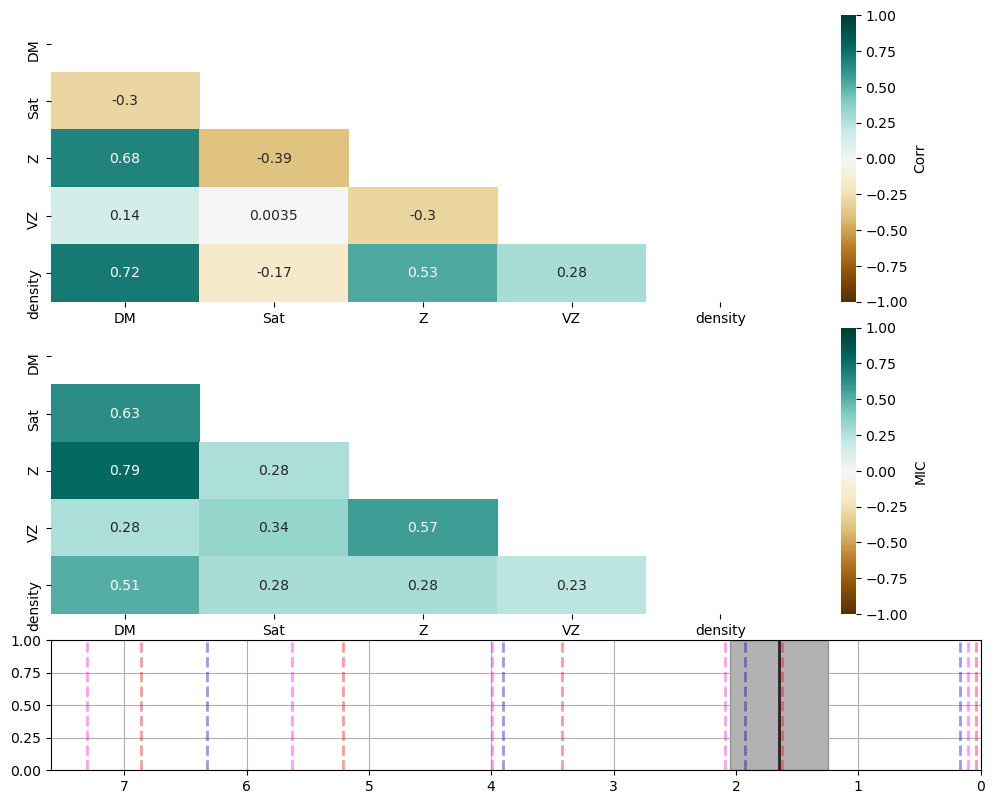 DM
Sat -0.3
Z 0.68 -0.39
VZ 0.14 0.0035 -0.3
density 0.72 -0.17 0.53 0.28
DM Sat Z VZ density
1.00
0.75
0.50
0.25
0.00
−0.25
−0.50
−0.75
−1.00
Corr
DM
Sat 0.63
Z 0.79 0.28
VZ 0.28 0.34 0.57
density 0.51 0.28 0.28 0.23
DM Sat Z VZ density
1.00
0.75
0.50
0.25
0.00
−0.25
−0.50
−0.75
−1.00
MIC
1.00
0.75
0.50
0.25
0.00
7 6 5 4 3 2 1 0